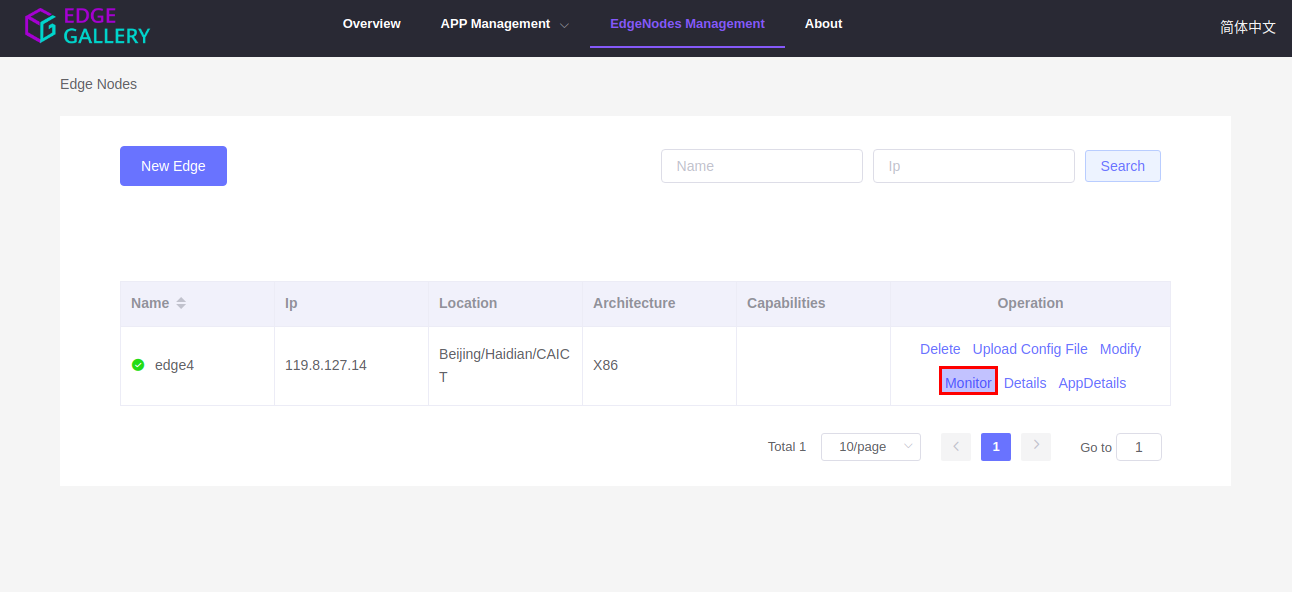 EDGE
GALLERY
Overview APP Management EdgeNodes Management About 简体中文
Edge Nodes
New Edge Name Ip Search
Name Ip Location Architecture Capabilities Operation
edge4 119.8.127.14 Beijing/Haidian/CAIC X86 Delete Upload Config File Modify
T Monitor Details AppDetails
Total 1 10/page 1 Go to 1